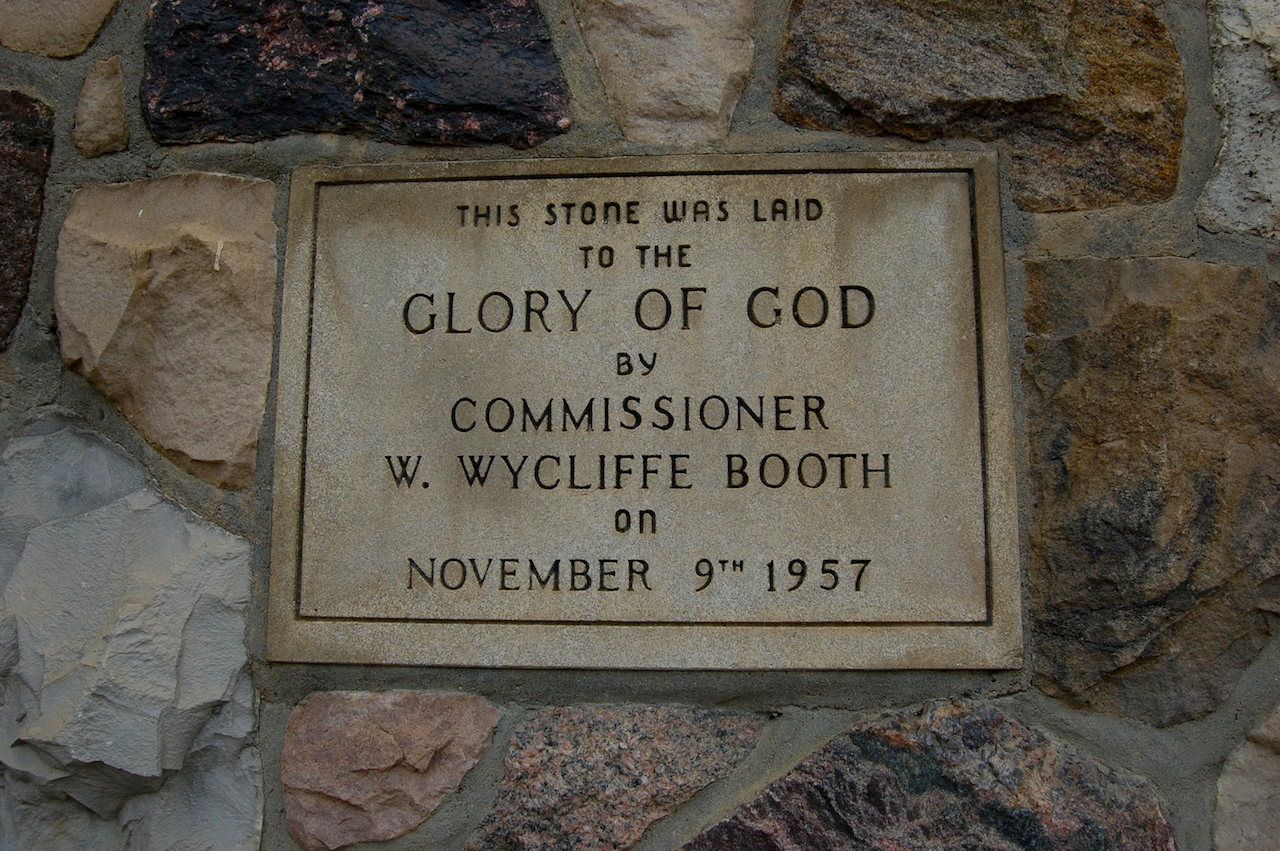 THIS STONE WAS LAID
TO THE
GLORY OF GOD
BY
COMMISSIONER
W. WYCLIFFE BOOTH
ON
NOVEMBER 9TH 1957